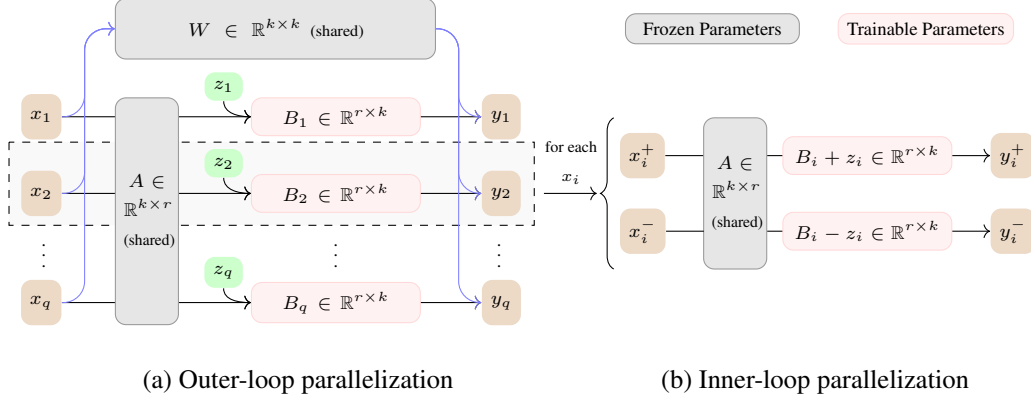 W ∈ ℝ^{k×k} (shared)
Frozen Parameters
Trainable Parameters
z_1
x_1
B_1 ∈ ℝ^{r×k}
y_1
z_2
x_2
A ∈
ℝ^{k×r}
(shared)
B_2 ∈ ℝ^{r×k}
y_2
⋮
⋮
⋮
z_q
x_q
B_q ∈ ℝ^{r×k}
y_q
for each
x_i
x_i^+
A ∈
ℝ^{k×r}
(shared)
B_i + z_i ∈ ℝ^{r×k}
y_i^+
x_i^−
B_i − z_i ∈ ℝ^{r×k}
y_i^−
(a) Outer-loop parallelization
(b) Inner-loop parallelization